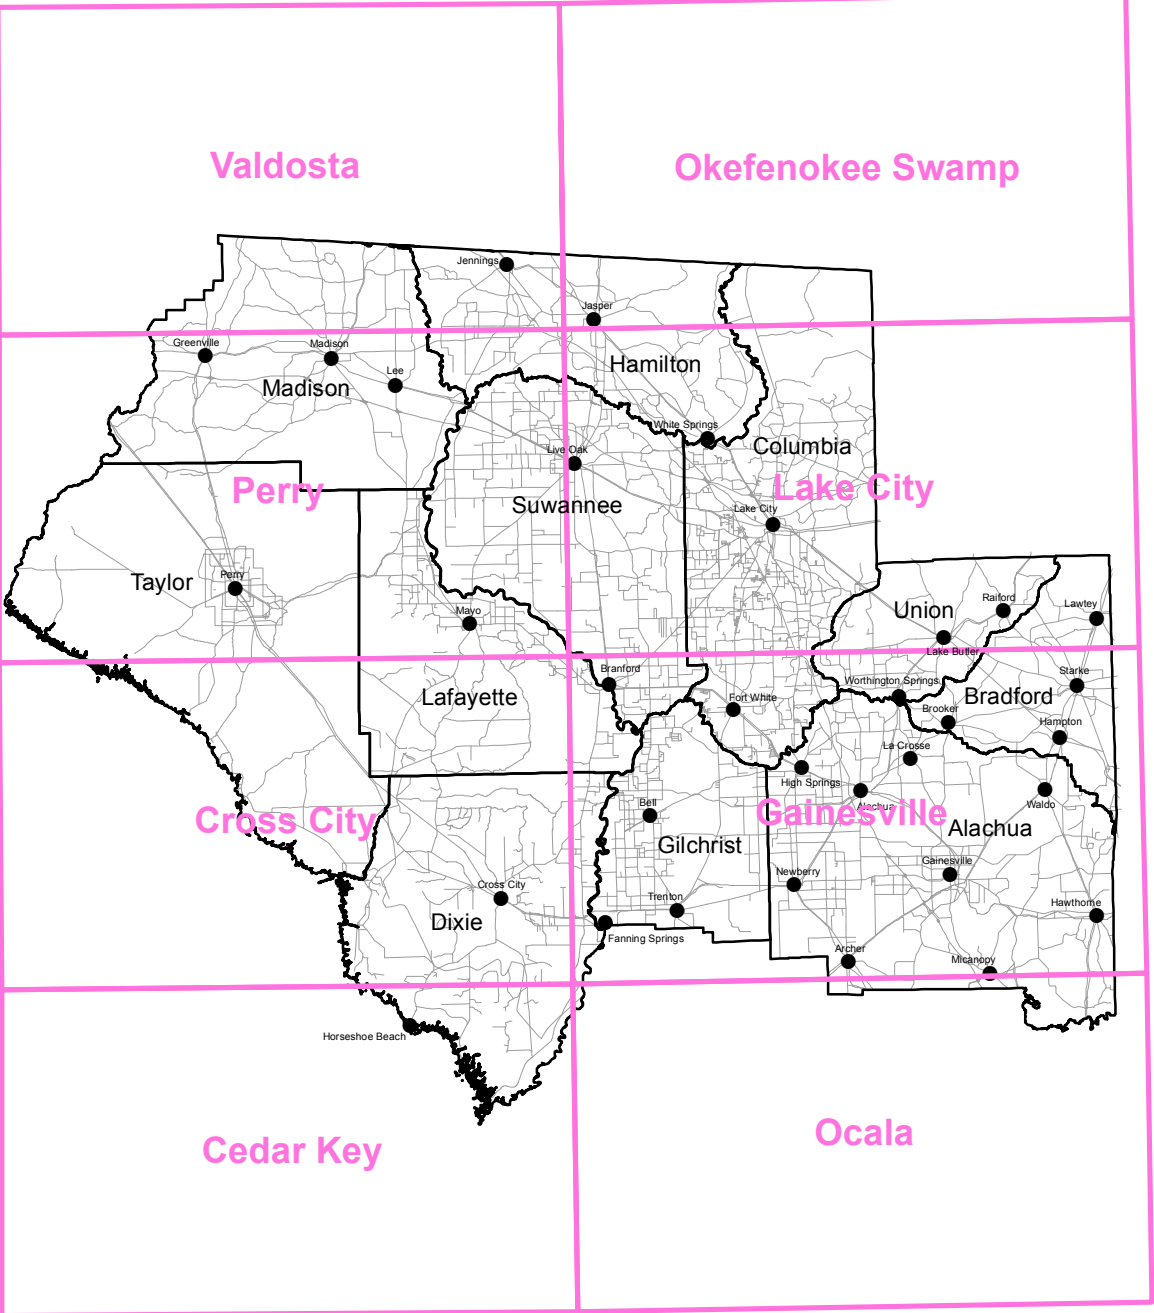 Valdosta
Okefenokee Swamp
Jennings
Jasper
Greenville
Madison
Lee
Madison
Hamilton
White Springs
Columbia
Live Oak
Perry
Lake City
Suwannee
Lake City
Taylor
Perry
Mayo
Union
Raiford
Lawtey
Lake Butler
Branford
Lafayette
Fort White
Worthington Springs
Starke
Bradford
Brooker
Hampton
La Crosse
High Springs
Alachua
Waldo
Bell
Cross City
Gainesville
Alachua
Gilchrist
Gainesville
Newberry
Cross City
Trenton
Hawthorne
Dixie
Fanning Springs
Archer
Micanopy
Horseshoe Beach
Cedar Key
Ocala